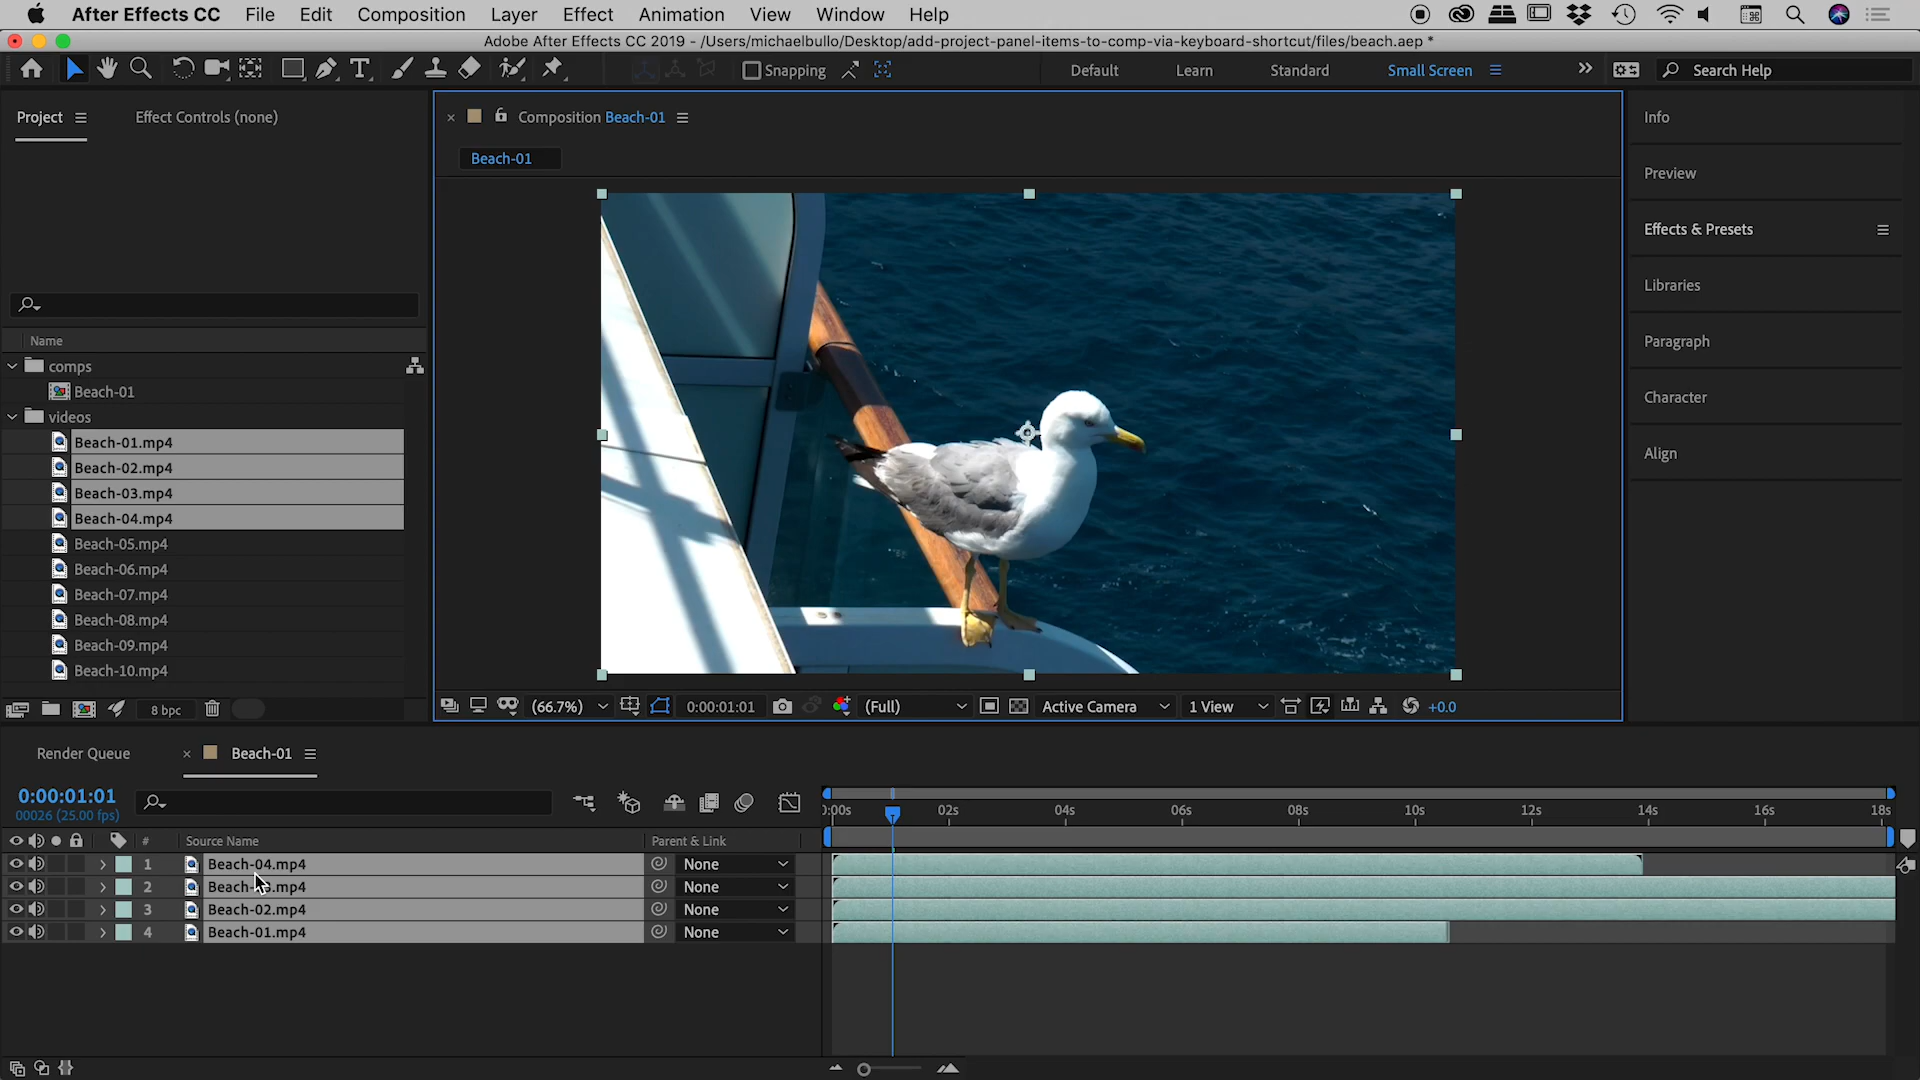 After Effects CC File Edit Composition Layer Effect Animation View Window Help
Adobe After Effects CC 2019 - /Users/michaelbullo/Desktop/add-project-panel-items-to-comp-via-keyboard-shortcut/files/beach.aep *
Snapping Default Learn Standard Small Screen Search Help
Project Effect Controls (none)
Composition Beach-01
Beach-01
Name
comps
Beach-01
videos
Beach-01.mp4
Beach-02.mp4
Beach-03.mp4
Beach-04.mp4
Beach-05.mp4
Beach-06.mp4
Beach-07.mp4
Beach-08.mp4
Beach-09.mp4
Beach-10.mp4
8 bpc
(66.7%) 0:00:01:01 (Full) Active Camera 1 View +0.0
Info
Preview
Effects & Presets
Libraries
Paragraph
Character
Align
Render Queue Beach-01
0:00:01:01
00026 (25.00 fps)
# Source Name Parent & Link
02s 04s 06s 08s 10s 12s 14s 16s 18s
1 Beach-04.mp4 None
2 None
3 Beach-02.mp4 None
4 Beach-01.mp4 None